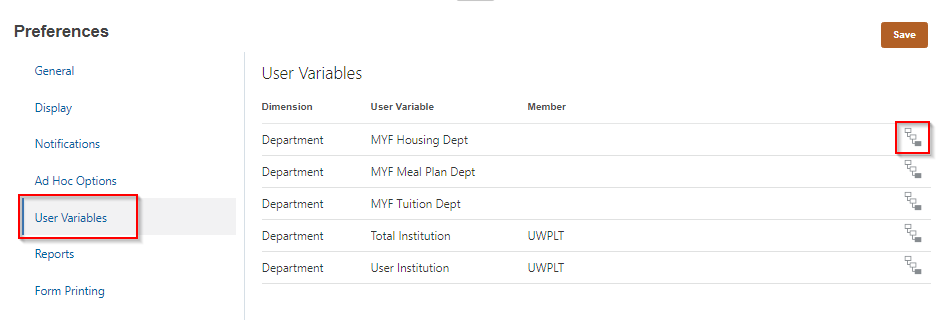 Preferences
Save
General
Display
Notifications
Ad Hoc Options
User Variables
Reports
Form Printing
User Variables
Dimension User Variable Member
Department MYF Housing Dept
Department MYF Meal Plan Dept
Department MYF Tuition Dept
Department Total Institution UWPLT
Department User Institution UWPLT